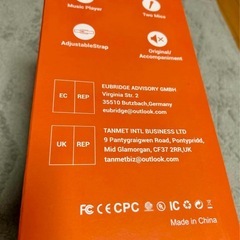 Music Player
Two Mics
AdjustableStrap
Original/
Accompaniment
EC REP
EUBRIDGE ADVISORY GMBH
Virginia Str. 2
35510 Butzbach,Germany
eubridge@outlook.com
UK REP
TANMET INTL BUSINESS LTD
9 Pantygraigwen Road, Pontypridd,
Mid Glamorgan, CF37 2RR,UK
tanmetbiz@outlook.com
FC CE CPC
Made in China